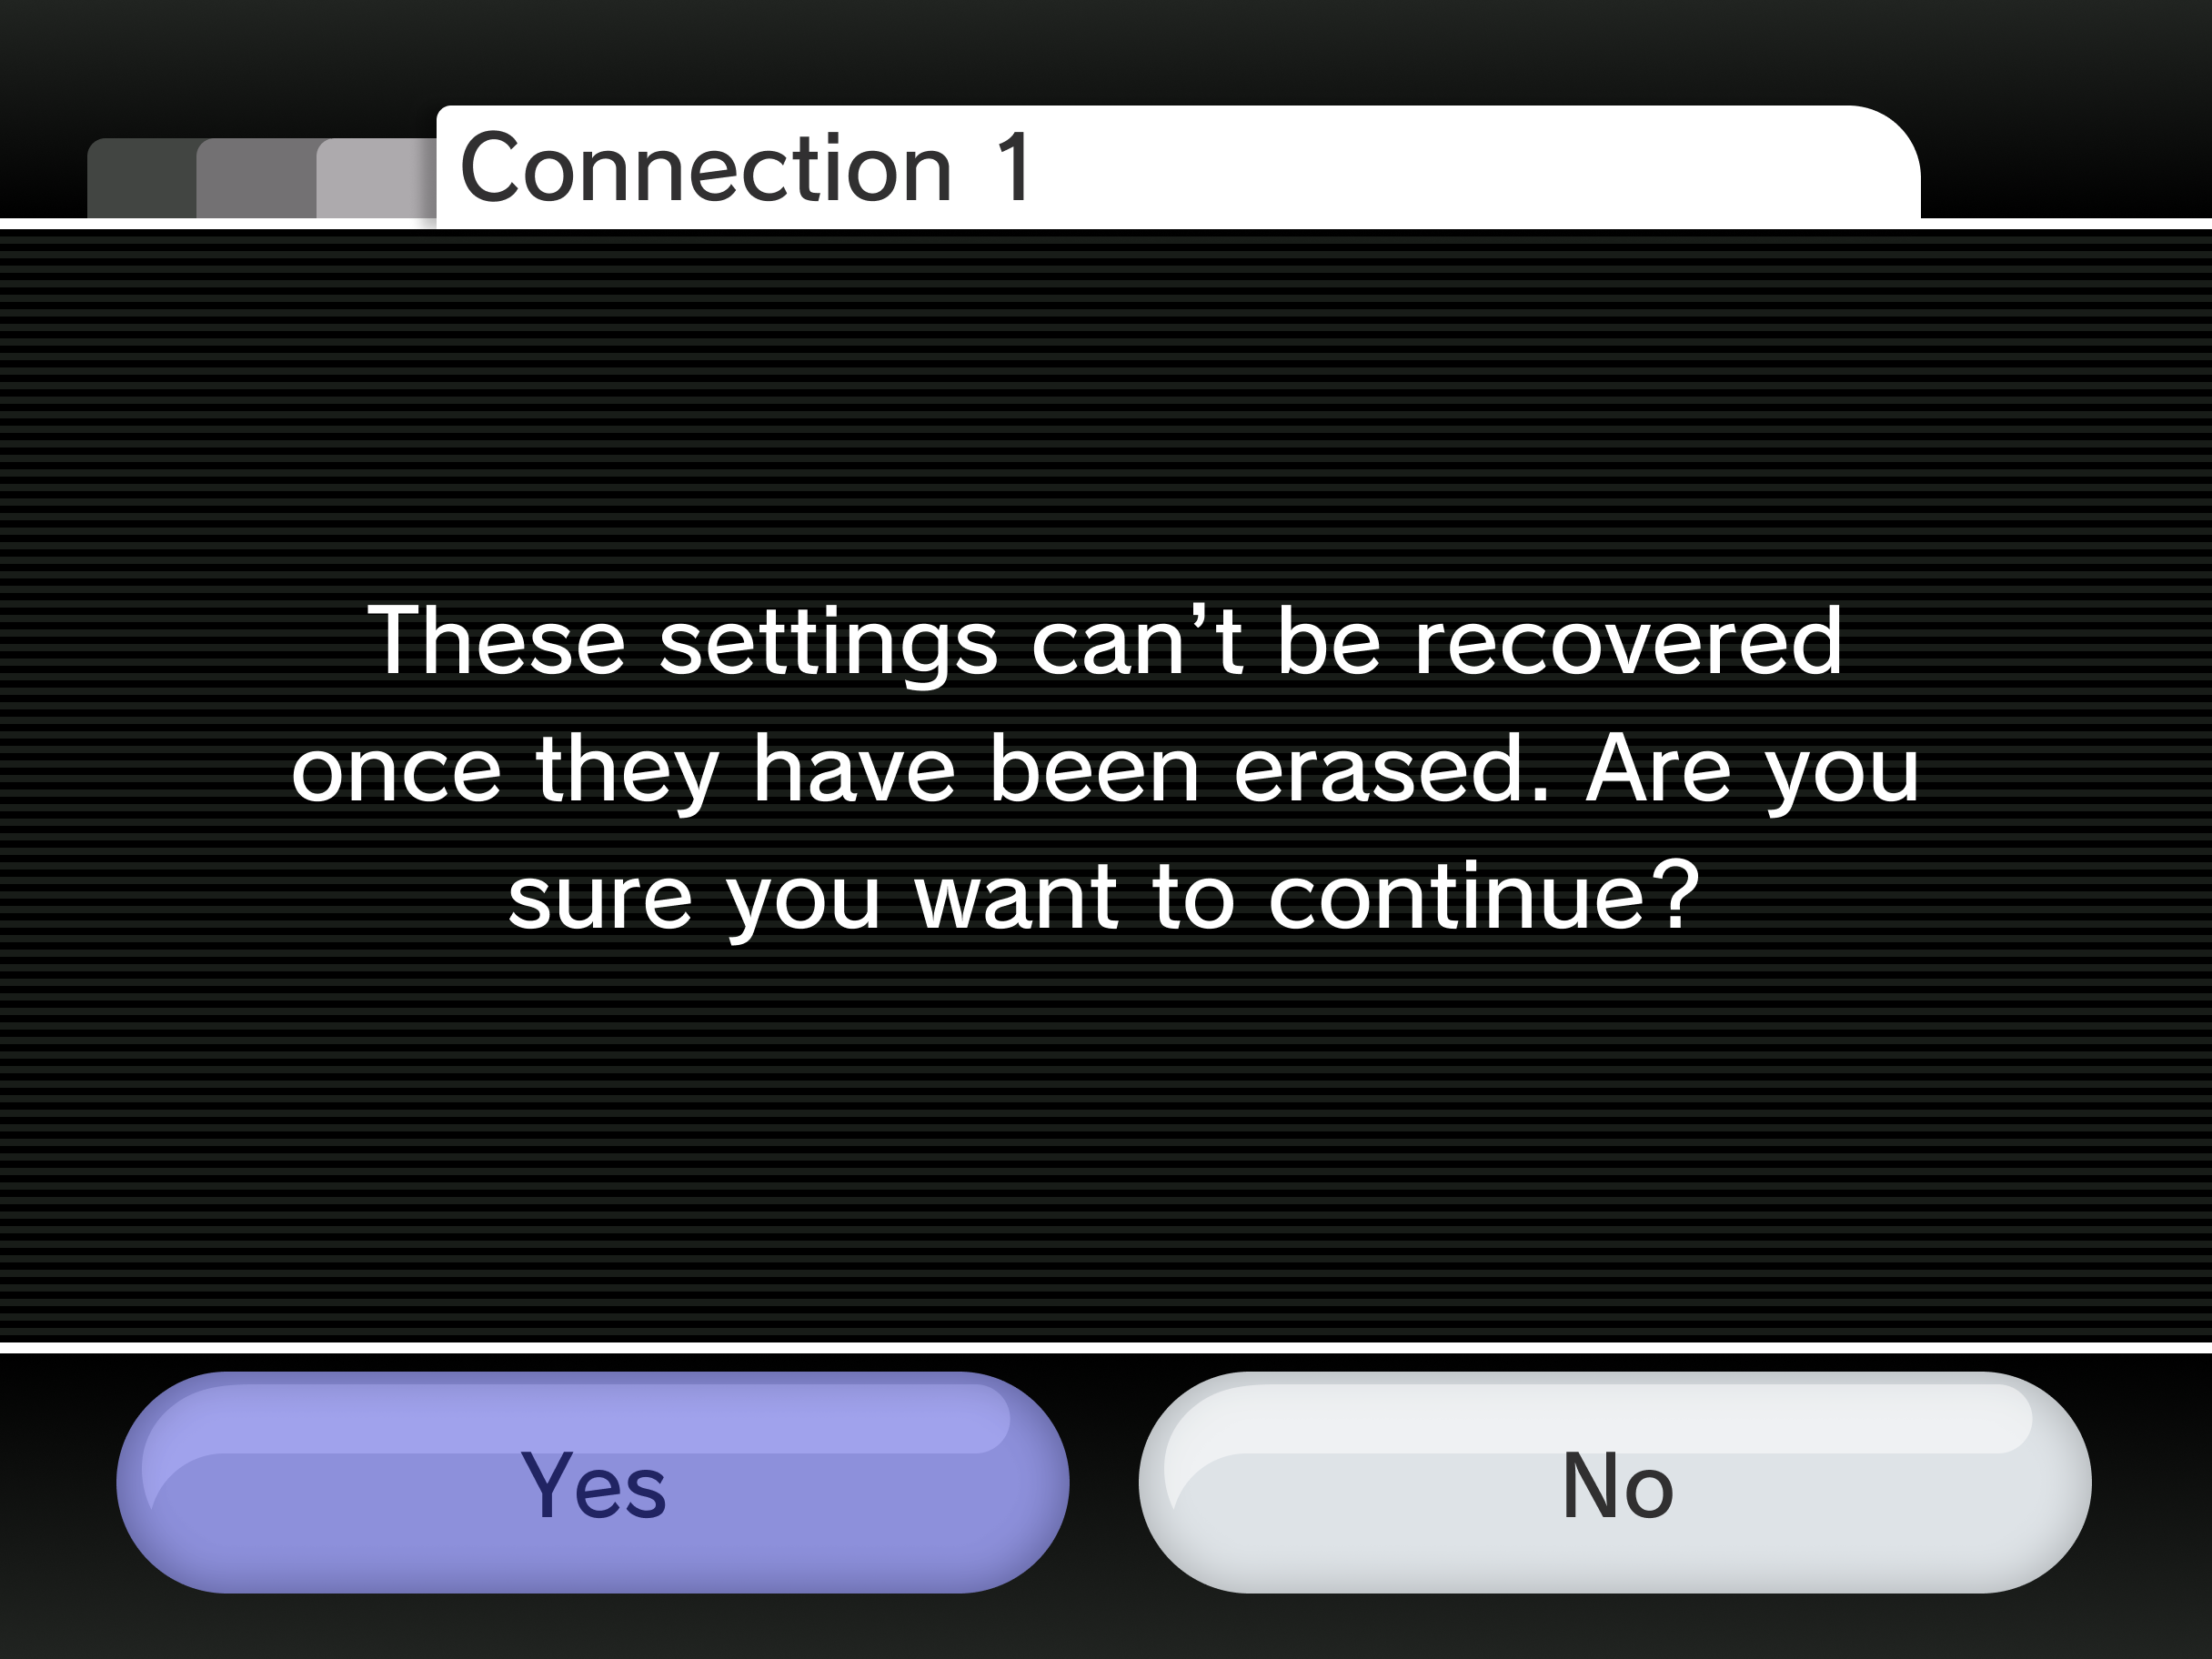 Connection 1
These settings can’t be recovered
once they have been erased. Are you
sure you want to continue?
Yes
No